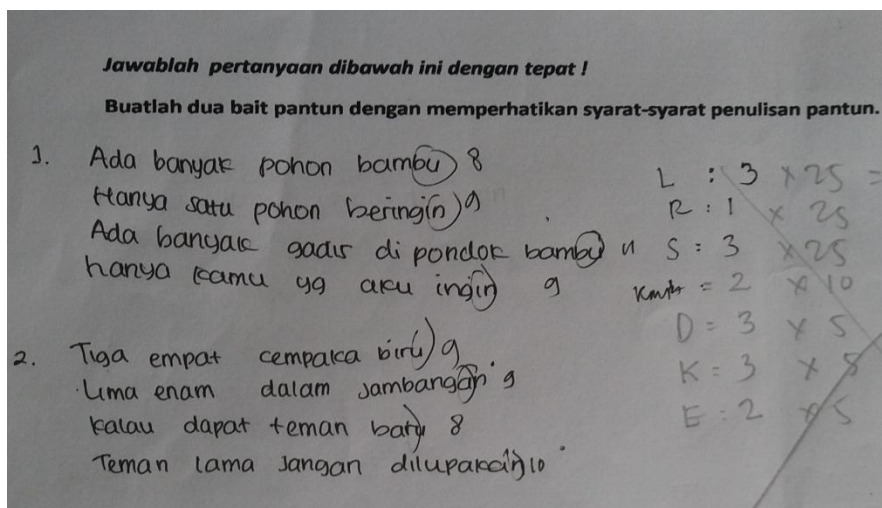 Jawablah pertanyaan dibawah ini dengan tepat !
Buatlah dua bait pantun dengan memperhatikan syarat-syarat penulisan pantun.
1. Ada banyak pohon bambu 8
Hanya satu pohon beringin 9
Ada banyak gadis di pondok bambu 11
hanya kamu yg aku ingin 9
2. Tiga empat cempaka biru 9
Lima enam dalam jambangan 9
kalau dapat teman baru 8
Teman lama jangan dilupakan 10
L : 3 x 25 =
R : 1 x 25
S : 3 x 25
= 2 x 10
D = 3 x 5
K = 3 x 8
E : 2 x 5